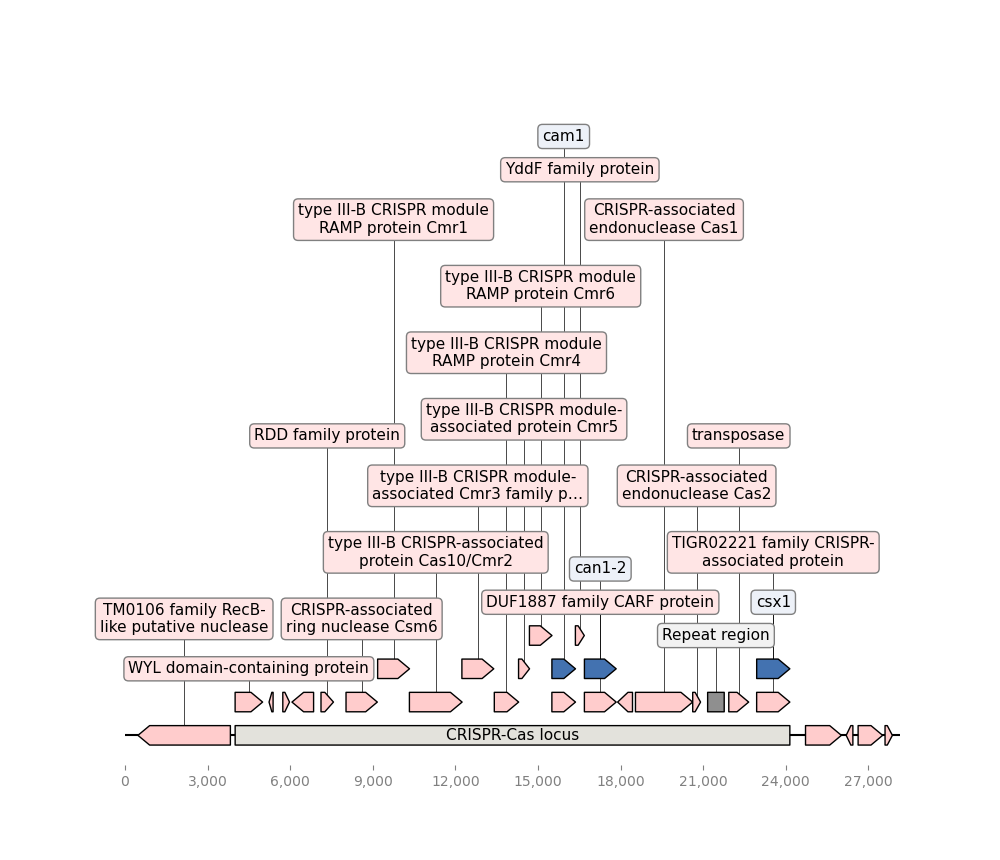 cam1
YddF family protein
type III-B CRISPR module
RAMP protein Cmr1
CRISPR-associated
endonuclease Cas1
type III-B CRISPR module
RAMP protein Cmr6
type III-B CRISPR module
RAMP protein Cmr4
type III-B CRISPR module-
associated protein Cmr5
RDD family protein
transposase
type III-B CRISPR module-
associated Cmr3 family p...
CRISPR-associated
endonuclease Cas2
type III-B CRISPR-associated
protein Cas10/Cmr2
TIGR02221 family CRISPR-
associated protein
can1-2
TM0106 family RecB-
like putative nuclease
CRISPR-associated
ring nuclease Csm6
DUF1887 family CARF protein
csx1
Repeat region
WYL domain-containing protein
CRISPR-Cas locus
0 3,000 6,000 9,000 12,000 15,000 18,000 21,000 24,000 27,000